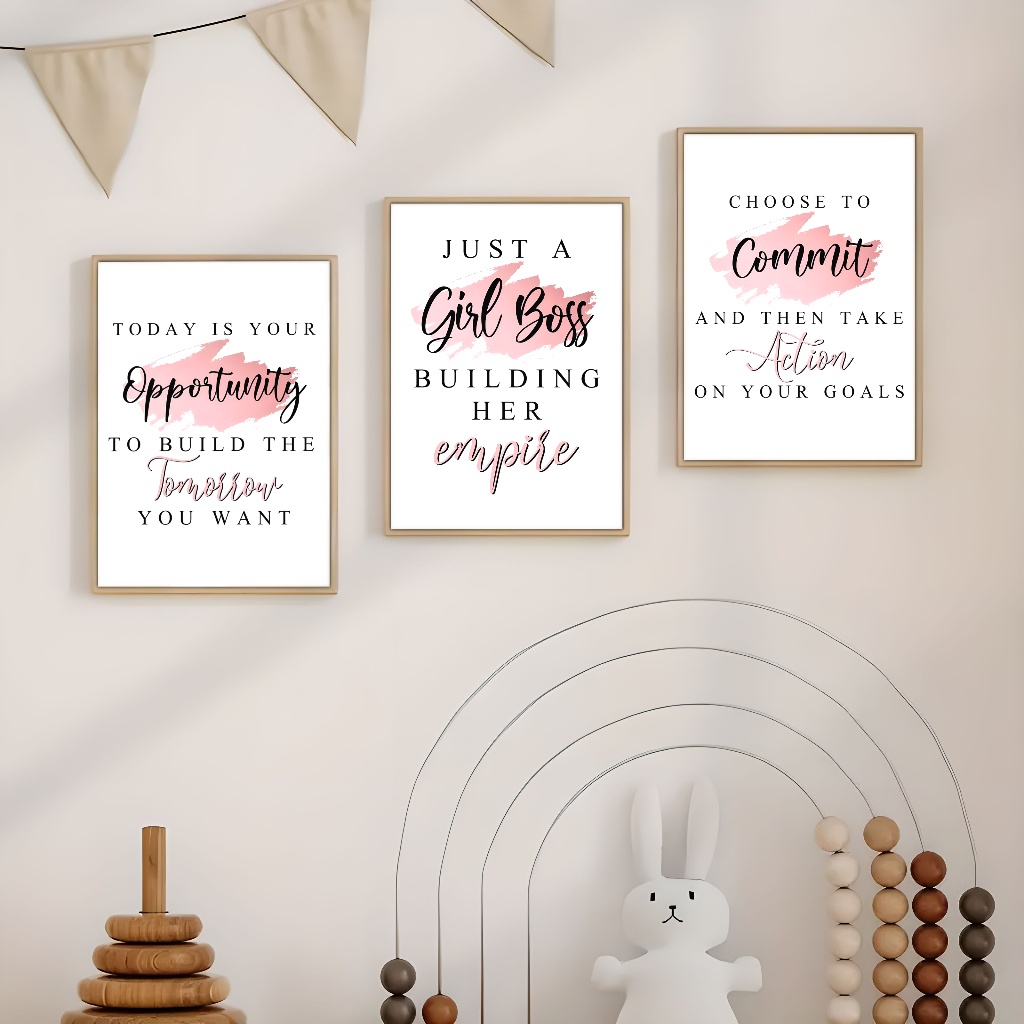 TODAY IS YOUR
Opportunity
TO BUILD THE
Tomorrow
YOU WANT
JUST A
Girl Boss
BUILDING
HER
empire
CHOOSE TO
Commit
AND THEN TAKE
Action
ON YOUR GOALS